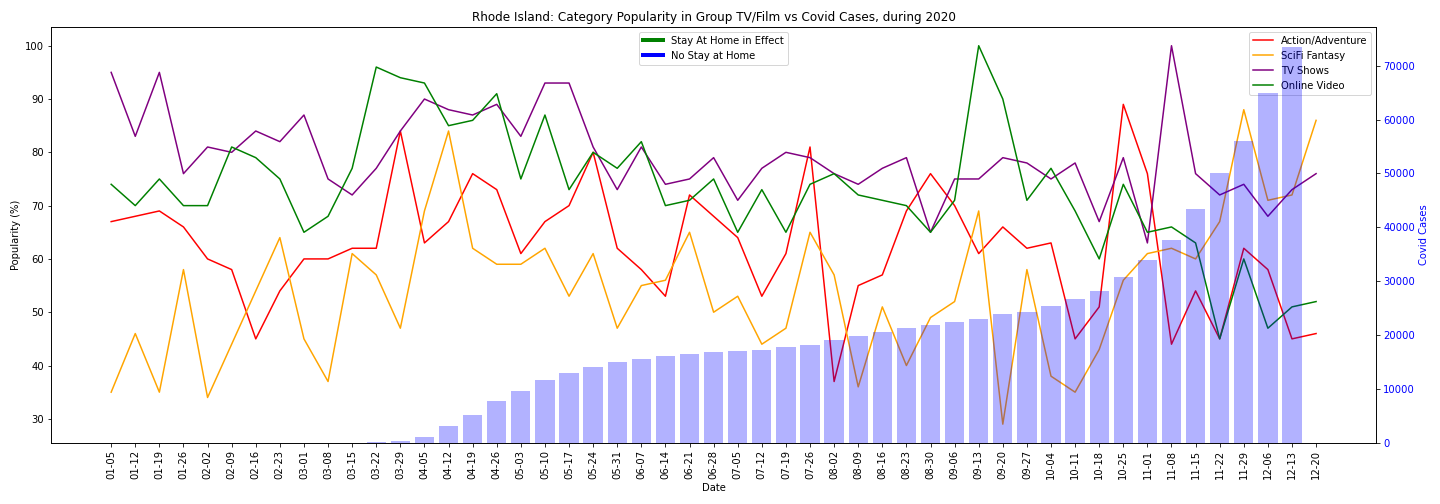 Rhode Island: Category Popularity in Group TV/Film vs Covid Cases, during 2020
Stay At Home in Effect
No Stay at Home
Action/Adventure
SciFi Fantasy
TV Shows
Online Video
Popularity (%)
100
90
80
70
60
50
40
30
70000
60000
50000
40000
30000
20000
10000
0
Covid Cases
01-05 01-12 01-19 01-26 02-02 02-09 02-16 02-23 03-01 03-08 03-15 03-22 03-29 04-05 04-12 04-19 04-26 05-03 05-10 05-17 05-24 05-31 06-07 06-14 06-21 06-28 07-05 07-12 07-19 07-26 08-02 08-09 08-16 08-23 08-30 09-06 09-13 09-20 09-27 10-04 10-11 10-18 10-25 11-01 11-08 11-15 11-22 11-29 12-06 12-13 12-20
Date